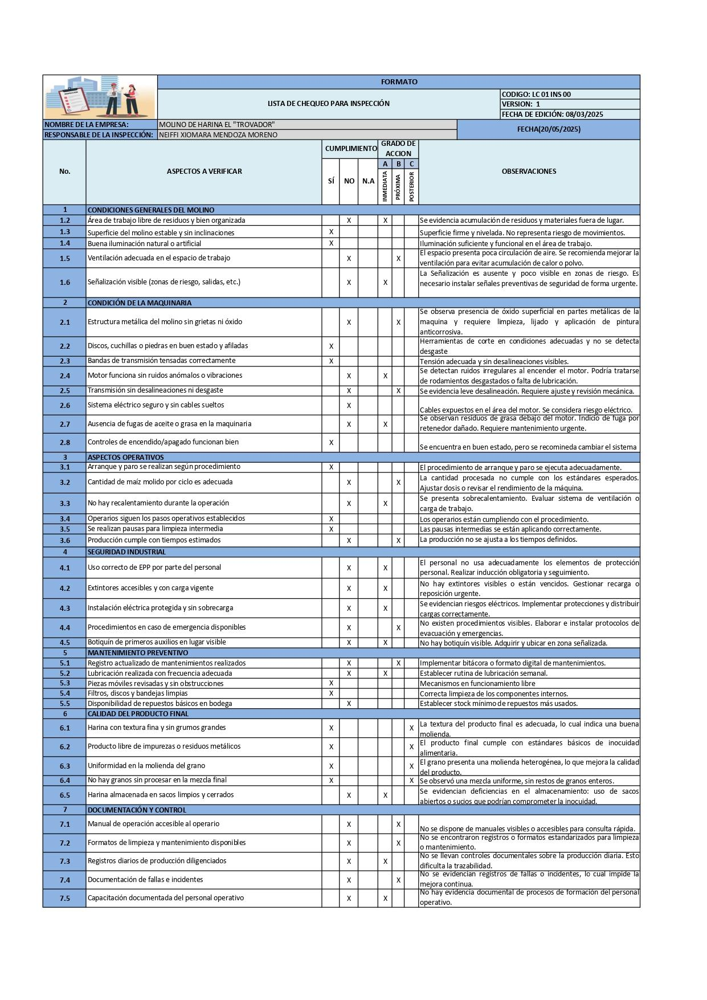 INSPECCIÓN
FORMATO
LISTA DE CHEQUEO PARA INSPECCIÓN
CODIGO: LC 01 INS 00
VERSION: 1
FECHA DE EDICIÓN: 08/03/2025
NOMBRE DE LA EMPRESA: MOLINO DE HARINA EL "TROVADOR"
RESPONSABLE DE LA INSPECCIÓN: NEIFFI XIOMARA MENDOZA MORENO
FECHA(20/05/2025)
No. ASPECTOS A VERIFICAR CUMPLIMIENTO GRADO DE
ACCION
OBSERVACIONES
A B C
SÍ NO N.A INMEDIATA PRÓXIMA POSTERIOR
1 CONDICIONES GENERALES DEL MOLINO
1.2 Área de trabajo libre de residuos y bien organizada X X Se evidencia acumulación de residuos y materiales fuera de lugar.
1.3 Superficie del molino estable y sin inclinaciones X Superficie firme y nivelada. No representa riesgo de movimientos.
1.4 Buena iluminación natural o artificial X Iluminación suficiente y funcional en el área de trabajo.
1.5 Ventilación adecuada en el espacio de trabajo X X El espacio presenta poca circulación de aire. Se recomienda mejorar la
ventilación para evitar acumulación de calor o polvo.
1.6 Señalización visible (zonas de riesgo, salidas, etc.) X X La Señalización es ausente y poco visible en zonas de riesgo. Es
necesario instalar señales preventivas de seguridad de forma urgente.
2 CONDICIÓN DE LA MAQUINARIA
2.1 Estructura metálica del molino sin grietas ni óxido X X Se observa presencia de óxido superficial en partes metálicas de la
maquina y requiere limpieza, lijado y aplicación de pintura
anticorrosiva.
2.2 Discos, cuchillas o piedras en buen estado y afiladas X Herramientas de corte en condiciones adecuadas y no se detecta
desgaste
2.3 Bandas de transmisión tensadas correctamente X Tensión adecuada y sin desalineaciones visibles.
2.4 Motor funciona sin ruidos anómalos o vibraciones X X Se detectan ruidos irregulares al encender el motor. Podría tratarse
de rodamientos desgastados o falta de lubricación.
2.5 Transmisión sin desalineaciones ni desgaste X X Se evidencia leve desalineación. Requiere ajuste y revisión mecánica.
2.6 Sistema eléctrico seguro y sin cables sueltos X Cables expuestos en el área del motor. Se considera riesgo eléctrico.
2.7 Ausencia de fugas de aceite o grasa en la maquinaria X X Se observan residuos de grasa debajo del motor. Indicio de fuga por
retenedor dañado. Requiere mantenimiento urgente.
2.8 Controles de encendido/apagado funcionan bien X Se encuentra en buen estado, pero se recomineda cambiar el sistema
3 ASPECTOS OPERATIVOS
3.1 Arranque y paro se realizan según procedimiento X El procedimiento de arranque y paro se ejecuta adecuadamente.
3.2 Cantidad de maíz molido por ciclo es adecuada X X La cantidad procesada no cumple con los estándares esperados.
Ajustar dosis o revisar el rendimiento de la máquina.
3.3 No hay recalentamiento durante la operación X X Se presenta sobrecalentamiento. Evaluar sistema de ventilación o
carga de trabajo.
3.4 Operarios siguen los pasos operativos establecidos X Los operarios están cumpliendo con el procedimiento.
3.5 Se realizan pausas para limpieza intermedia X Las pausas intermedias se están aplicando correctamente.
3.6 Producción cumple con tiempos estimados X X La producción no se ajusta a los tiempos definidos.
4 SEGURIDAD INDUSTRIAL
4.1 Uso correcto de EPP por parte del personal X X El personal no usa adecuadamente los elementos de protección
personal. Realizar inducción obligatoria y seguimiento.
4.2 Extintores accesibles y con carga vigente X X No hay extintores visibles o están vencidos. Gestionar recarga o
reposición urgente.
4.3 Instalación eléctrica protegida y sin sobrecarga X X Se evidencian riesgos eléctricos. Implementar protecciones y distribuir
cargas correctamente.
4.4 Procedimientos en caso de emergencia disponibles X X No existen procedimientos visibles. Elaborar e instalar protocolos de
evacuación y emergencias.
4.5 Botiquín de primeros auxilios en lugar visible X X No hay botiquín visible. Adquirir y ubicar en zona señalizada.
5 MANTENIMIENTO PREVENTIVO
5.1 Registro actualizado de mantenimientos realizados X X Implementar bitácora o formato digital de mantenimientos.
5.2 Lubricación realizada con frecuencia adecuada X X Establecer rutina de lubricación semanal.
5.3 Piezas móviles revisadas y sin obstrucciones X Mecanismos en funcionamiento libre
5.4 Filtros, discos y bandejas limpias X Correcta limpieza de los componentes internos.
5.5 Disponibilidad de repuestos básicos en bodega X Establecer stock mínimo de repuestos más usados.
6 CALIDAD DEL PRODUCTO FINAL
6.1 Harina con textura fina y sin grumos grandes X X La textura del producto final es adecuada, lo cual indica una buena
molienda.
6.2 Producto libre de impurezas o residuos metálicos X X El producto final cumple con estándares básicos de inocuidad
alimentaria.
6.3 Uniformidad en la molienda del grano X X El grano presenta una molienda heterogénea, lo que mejora la calidad
del producto.
6.4 No hay granos sin procesar en la mezcla final X X Se observó una mezcla uniforme, sin restos de granos enteros.
6.5 Harina almacenada en sacos limpios y cerrados X X Se evidencian deficiencias en el almacenamiento: uso de sacos
abiertos o sucios que podrían comprometer la inocuidad.
7 DOCUMENTACIÓN Y CONTROL
7.1 Manual de operación accesible al operario X X No se dispone de manuales visibles o accesibles para consulta rápida.
7.2 Formatos de limpieza y mantenimiento disponibles X X No se encontraron registros o formatos estandarizados para limpieza
o mantenimiento.
7.3 Registros diarios de producción diligenciados X X No se llevan controles documentales sobre la producción diaria. Esto
dificulta la trazabilidad.
7.4 Documentación de fallas e incidentes X X No se evidencian registros de fallas o incidentes, lo cual impide la
mejora continua.
7.5 Capacitación documentada del personal operativo X X No hay evidencia documental de procesos de formación del personal
operativo.